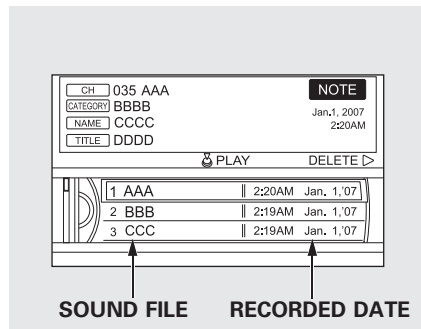 CH 035 AAA NOTE
CATEGORY BBBB Jan.1, 2007
NAME CCCC 2:20AM
TITLE DDDD
PLAY DELETE
1 AAA 2:20AM Jan. 1,'07
2 BBB 2:19AM Jan. 1,'07
3 CCC 2:19AM Jan. 1,'07
SOUND FILE RECORDED DATE